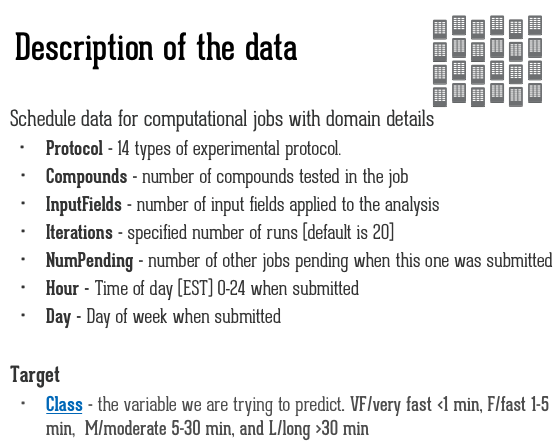 Description of the data
Schedule data for computational jobs with domain details
• Protocol - 14 types of experimental protocol.
• Compounds - number of compounds tested in the job
• InputFields - number of input fields applied to the analysis
• Iterations - specified number of runs [default is 20]
• NumPending - number of other jobs pending when this one was submitted
• Hour - Time of day [EST] 0-24 when submitted
• Day - Day of week when submitted
Target
• Class - the variable we are trying to predict. VF/very fast <1 min, F/fast 1-5
min, M/moderate 5-30 min, and L/long >30 min